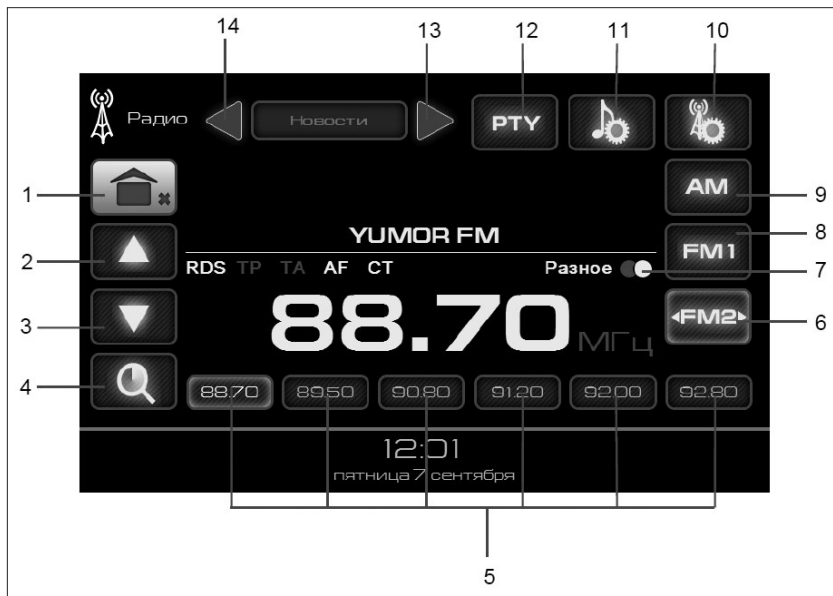 14 13 12 11 10
Радио Новости PTY
1 AM 9
YUMOR FM 8
2 FM1
RDS TP TA AF CT Разное 7
3 88.70 МГц FM2 6
4 88.70 89.50 90.80 91.20 92.00 92.80
12:01
пятница 7 сентября
5